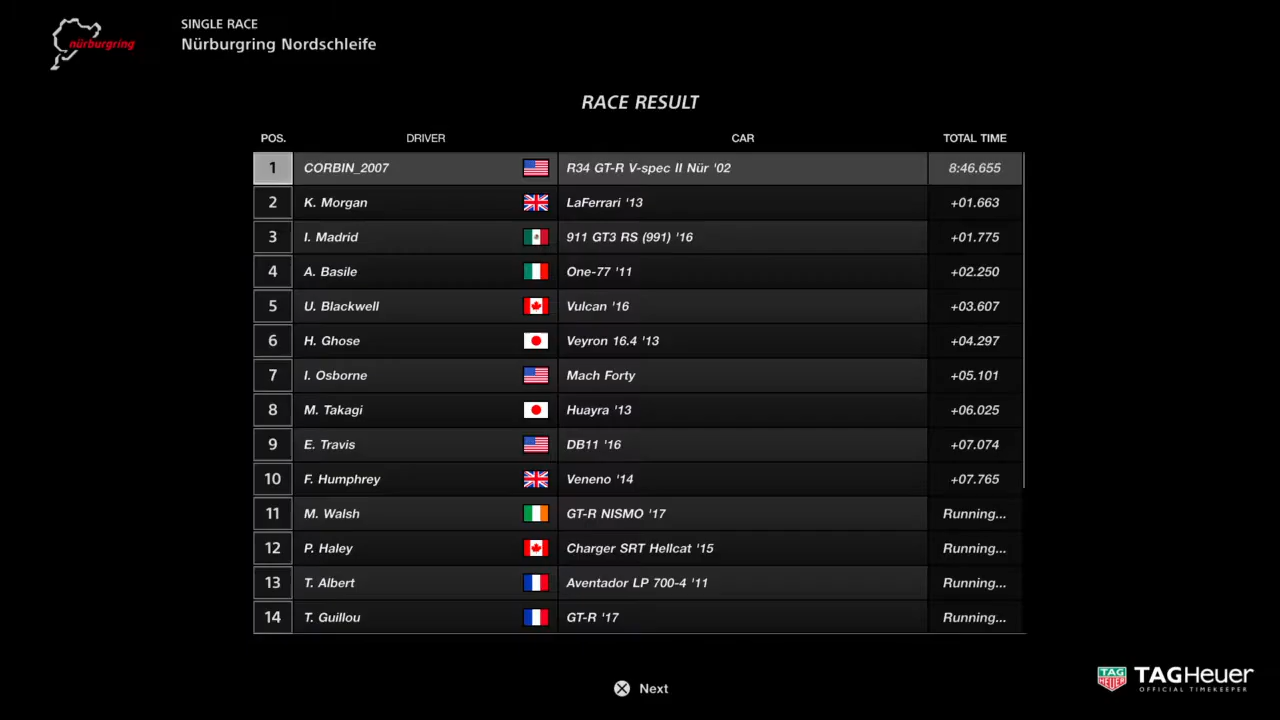 SINGLE RACE
nürburgring
Nürburgring Nordschleife
RACE RESULT
POS. DRIVER CAR TOTAL TIME
1 CORBIN_2007 R34 GT-R V-spec II Nür '02 8:46.655
2 K. Morgan LaFerrari '13 +01.663
3 I. Madrid 911 GT3 RS (991) '16 +01.775
4 A. Basile One-77 '11 +02.250
5 U. Blackwell Vulcan '16 +03.607
6 H. Ghose Veyron 16.4 '13 +04.297
7 I. Osborne Mach Forty +05.101
8 M. Takagi Huayra '13 +06.025
9 E. Travis DB11 '16 +07.074
10 F. Humphrey Veneno '14 +07.765
11 M. Walsh GT-R NISMO '17 Running...
12 P. Haley Charger SRT Hellcat '15 Running...
13 T. Albert Aventador LP 700-4 '11 Running...
14 T. Guillou GT-R '17 Running...
Next
TAG HEUER TAGHeuer
OFFICIAL TIMEKEEPER